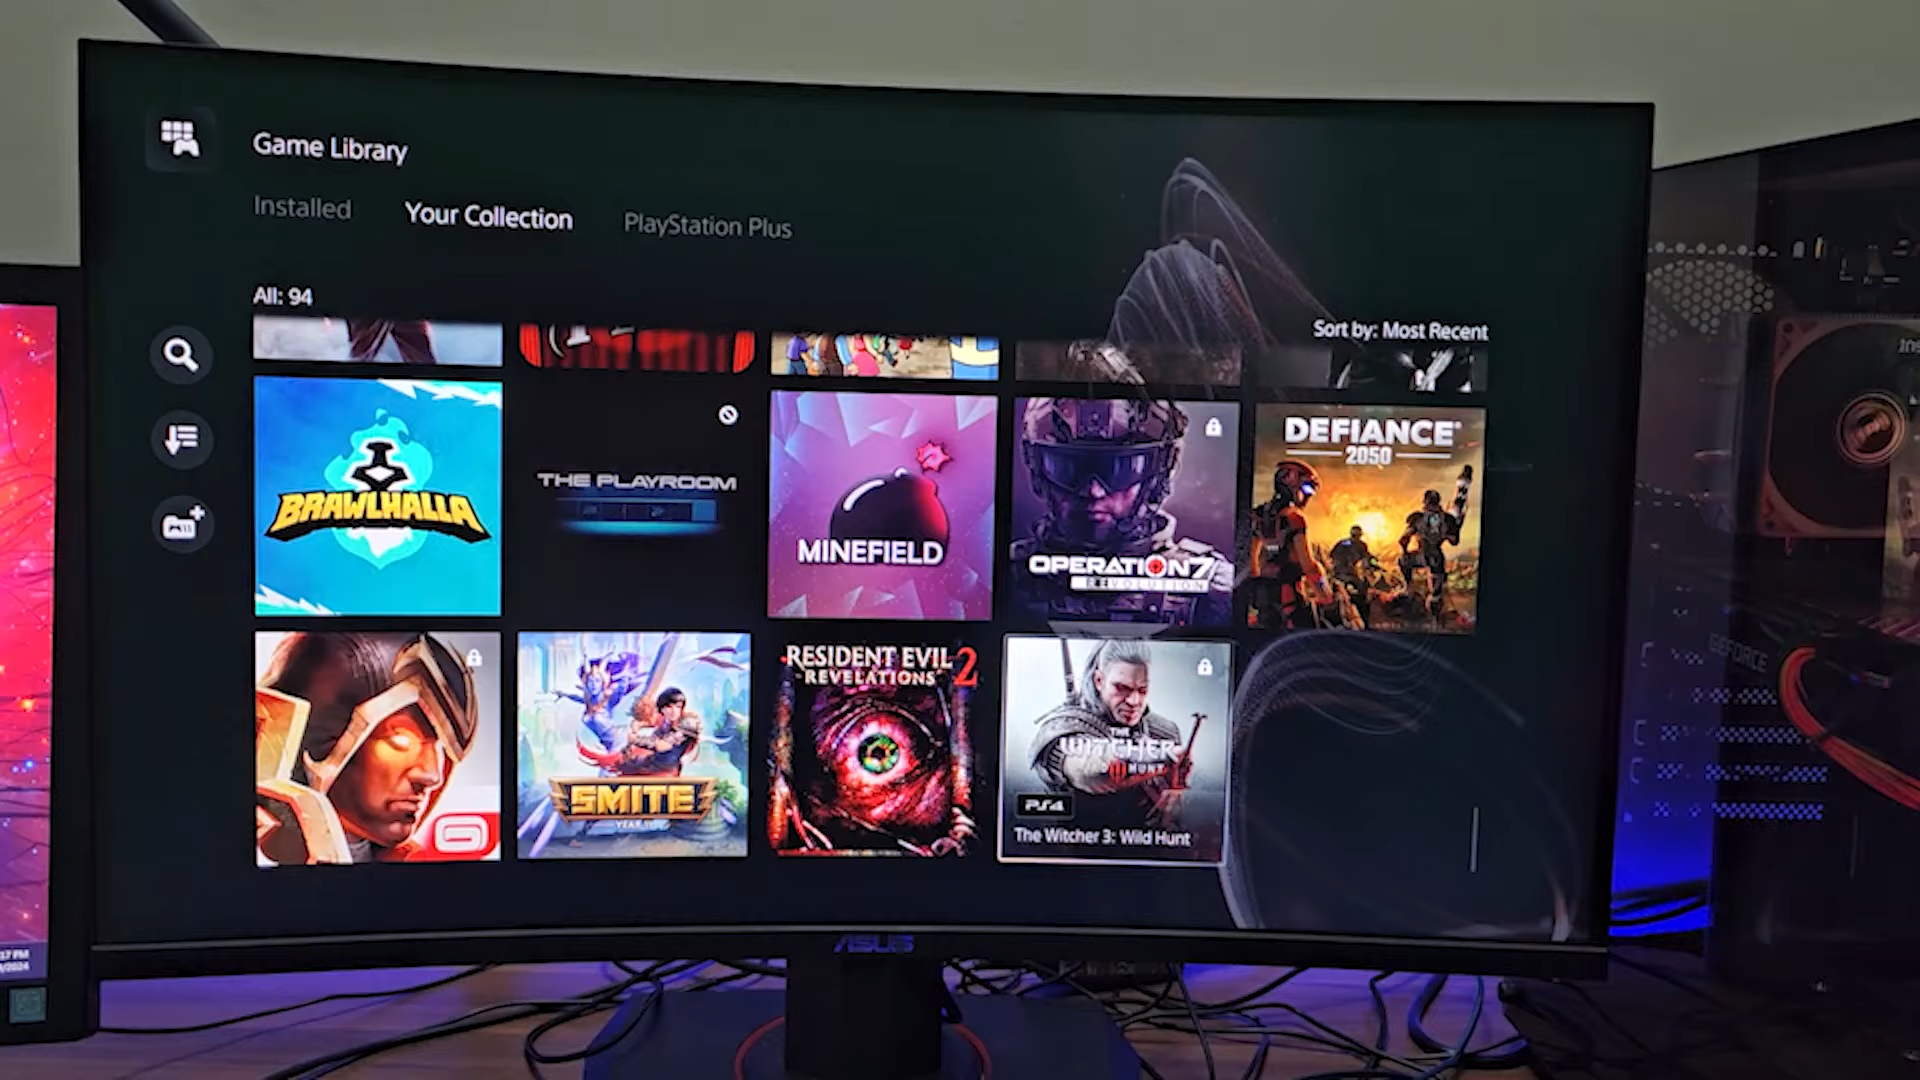 Game Library
Installed
Your Collection
PlayStation Plus
All: 94
Sort by: Most Recent
BRAWLHALLA
THE PLAYROOM
MINEFIELD
OPERATION7
REVOLUTION
DEFIANCE
2050
SMITE
RESIDENT EVIL
REVELATIONS 2
THE
WITCHER
HUNT
PS4
The Witcher 3: Wild Hunt
ASUS
GEFORCE